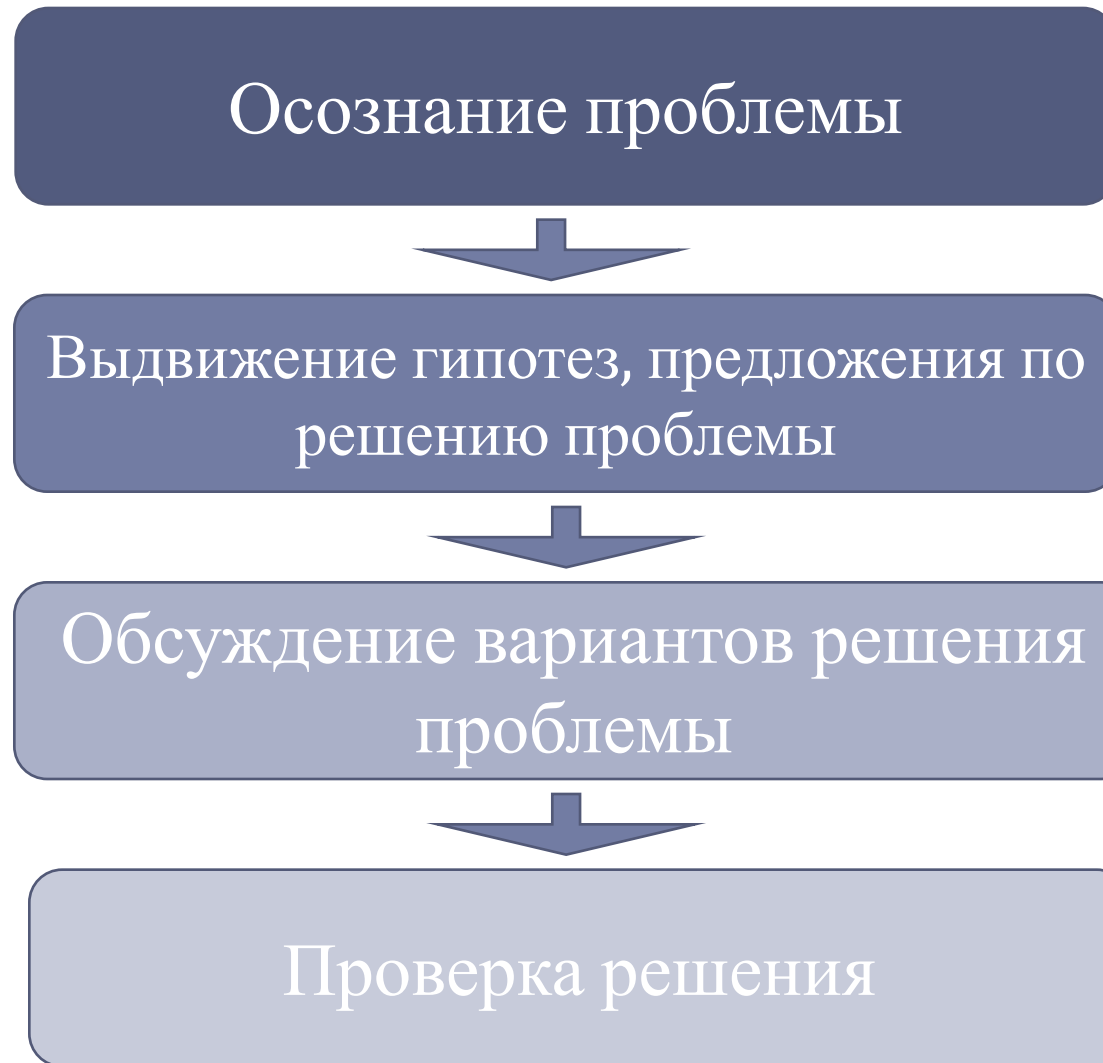 Осознание проблемы
Выдвижение гипотез, предложения по
решению проблемы
Обсуждение вариантов решения
проблемы
Проверка решения